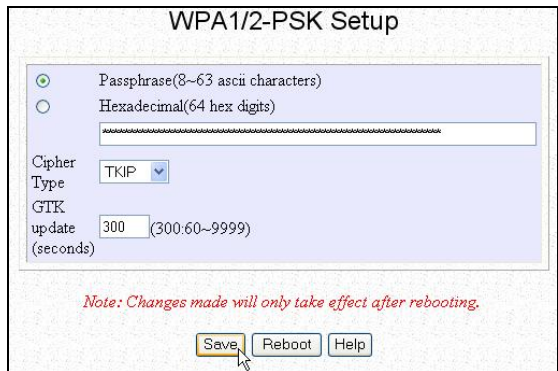 WPA1/2-PSK Setup
Passphrase(8~63 ascii characters)
Hexadecimal(64 hex digits)
Cipher
Type
TKIP
GTK
update
(seconds)
300
(300:60~9999)
Note: Changes made will only take effect after rebooting.
Save
Reboot
Help